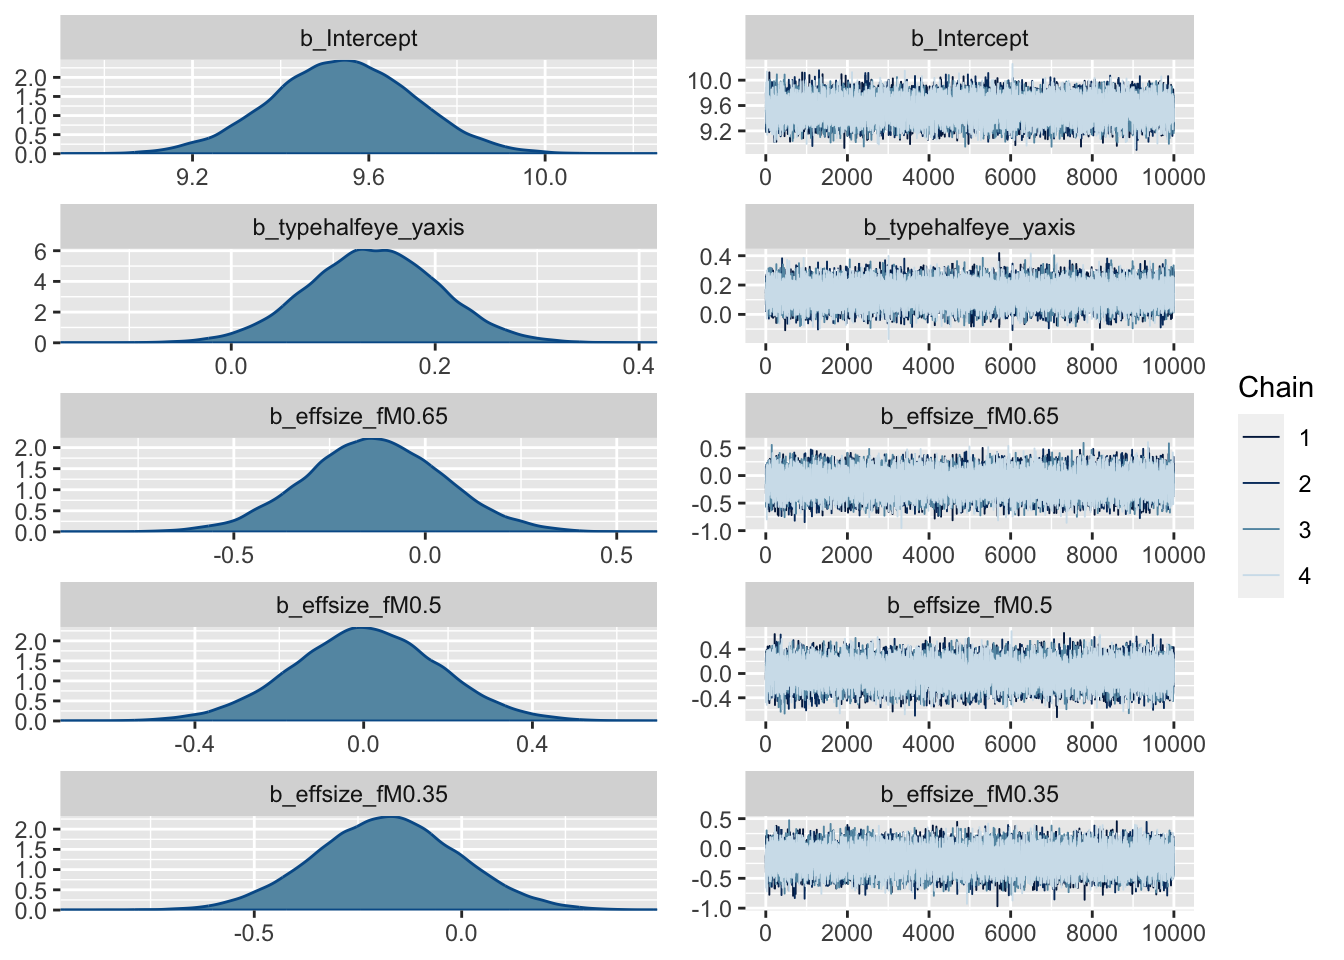 b_Intercept
2.0
1.5
1.0
0.5
0.0
9.2 9.6 10.0
b_Intercept
10.0
9.6
9.2
0 2000 4000 6000 8000 10000
b_typehalfeye_yaxis
6
4
2
0
0.0 0.2 0.4
b_typehalfeye_yaxis
0.4
0.2
0.0
0 2000 4000 6000 8000 10000
b_effsize_fM0.65
2.0
1.5
1.0
0.5
0.0
-0.5 0.0 0.5
b_effsize_fM0.65
0.5
0.0
-0.5
-1.0
0 2000 4000 6000 8000 10000
b_effsize_fM0.5
2.0
1.5
1.0
0.5
0.0
-0.4 0.0 0.4
b_effsize_fM0.5
0.4
0.0
-0.4
0 2000 4000 6000 8000 10000
b_effsize_fM0.35
2.0
1.5
1.0
0.5
0.0
-0.5 0.0
b_effsize_fM0.35
0.5
0.0
-0.5
-1.0
0 2000 4000 6000 8000 10000
Chain
1
2
3
4